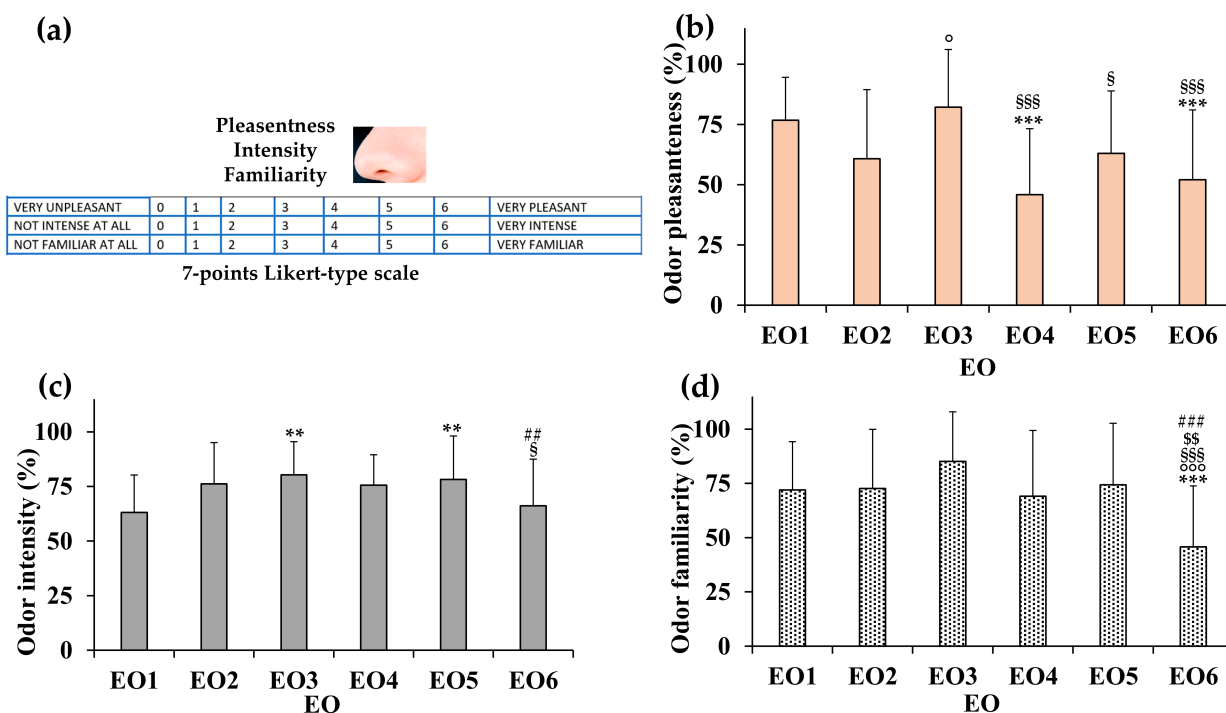 (a)
Pleasentness
Intensity
Familiarity
VERY UNPLEASANT 0 1 2 3 4 5 6 VERY PLEASANT
NOT INTENSE AT ALL 0 1 2 3 4 5 6 VERY INTENSE
NOT FAMILIAR AT ALL 0 1 2 3 4 5 6 VERY FAMILIAR
7-points Likert-type scale
(b)
Odor pleasantness (%)
100
75
50
25
0
°
§§§
***
§
§§§
***
EO1 EO2 EO3 EO4 EO5 EO6
EO
(c)
Odor intensity (%)
100
75
50
25
0
**
**
##
§
EO1 EO2 EO3 EO4 EO5 EO6
EO
(d)
Odor familiarity (%)
100
75
50
25
0
###
$$
§§§
°°°
***
EO1 EO2 EO3 EO4 EO5 EO6
EO